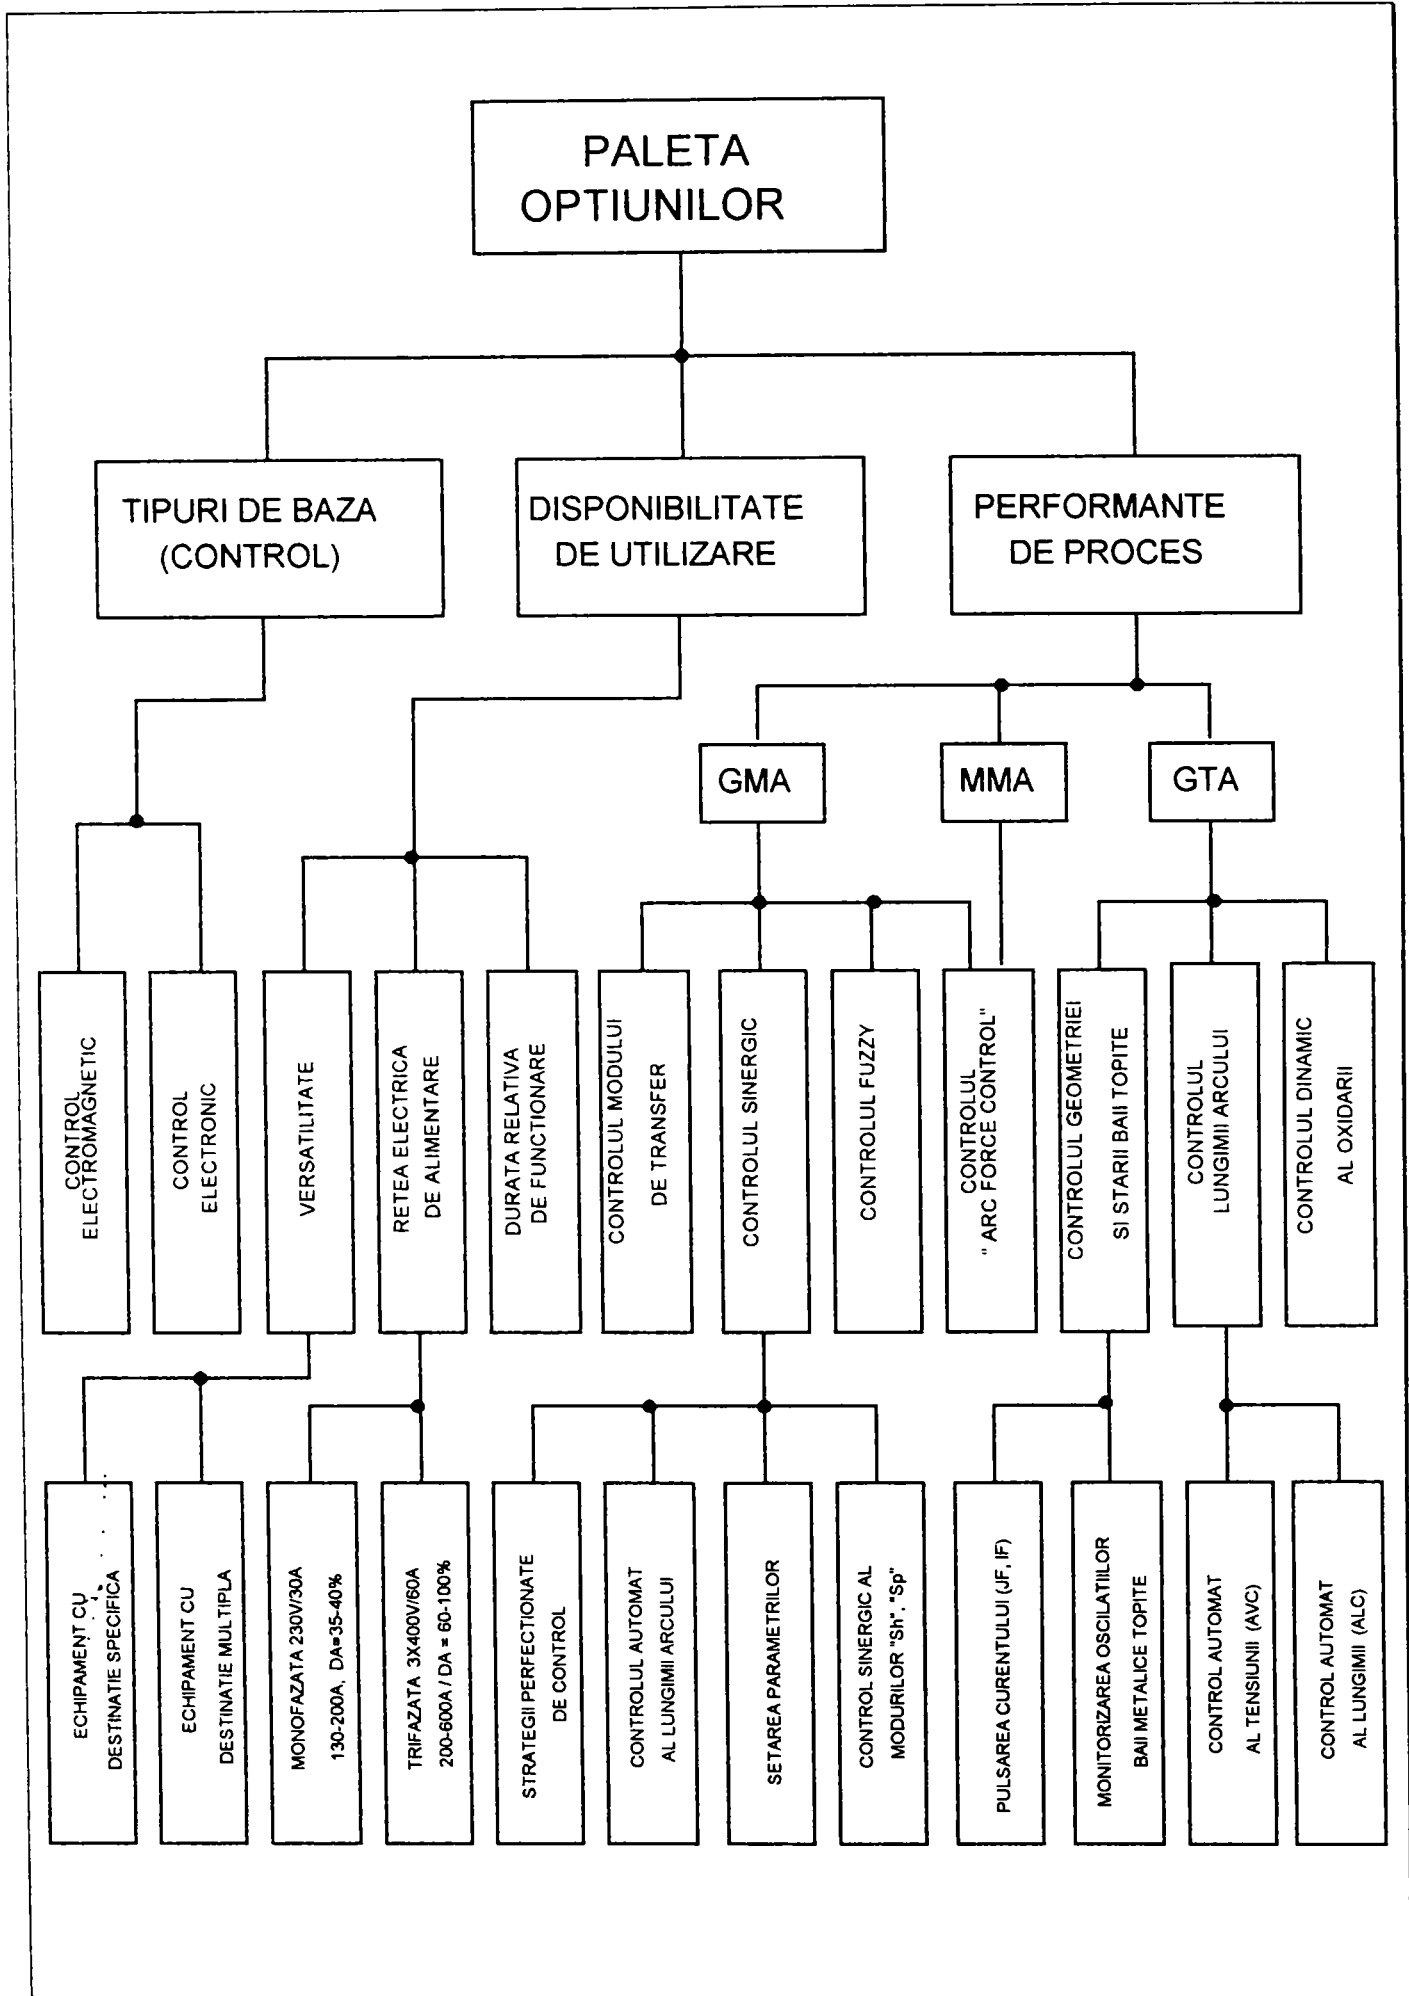 PALETA
OPTIUNILOR
TIPURI DE BAZA
(CONTROL)
DISPONIBILITATE
DE UTILIZARE
PERFORMANTE
DE PROCES
GMA
MMA
GTA
CONTROL
ELECTROMAGNETIC
CONTROL
ELECTRONIC
VERSATILITATE
RETEA ELECTRICA
DE ALIMENTARE
DURATA RELATIVA
DE FUNCTIONARE
CONTROLUL MODULUI
DE TRANSFER
CONTROLUL SINERGIC
CONTROLUL FUZZY
CONTROLUL
" ARC FORCE CONTROL"
CONTROLUL GEOMETRIEI
SI STARII BAII TOPITE
CONTROLUL
LUNGIMII ARCULUI
CONTROLUL DINAMIC
AL OXIDARII
ECHIPAMENT CU
DESTINATIE SPECIFICA
ECHIPAMENT CU
DESTINATIE MULTIPLA
MONOFAZATA 230V/30A
130-200A, DA=35-40%
TRIFAZATA 3X400V/60A
200-600A / DA = 60-100%
STRATEGII PERFECTIONATE
DE CONTROL
CONTROLUL AUTOMAT
AL LUNGIMII ARCULUI
SETAREA PARAMETRILOR
CONTROL SINERGIC AL
MODURILOR "Sh", "Sp"
PULSAREA CURENTULUI (JF, IF)
MONITORIZAREA OSCILATIILOR
BAII METALICE TOPITE
CONTROL AUTOMAT
AL TENSIUNII (AVC)
CONTROL AUTOMAT
AL LUNGIMII (ALC)